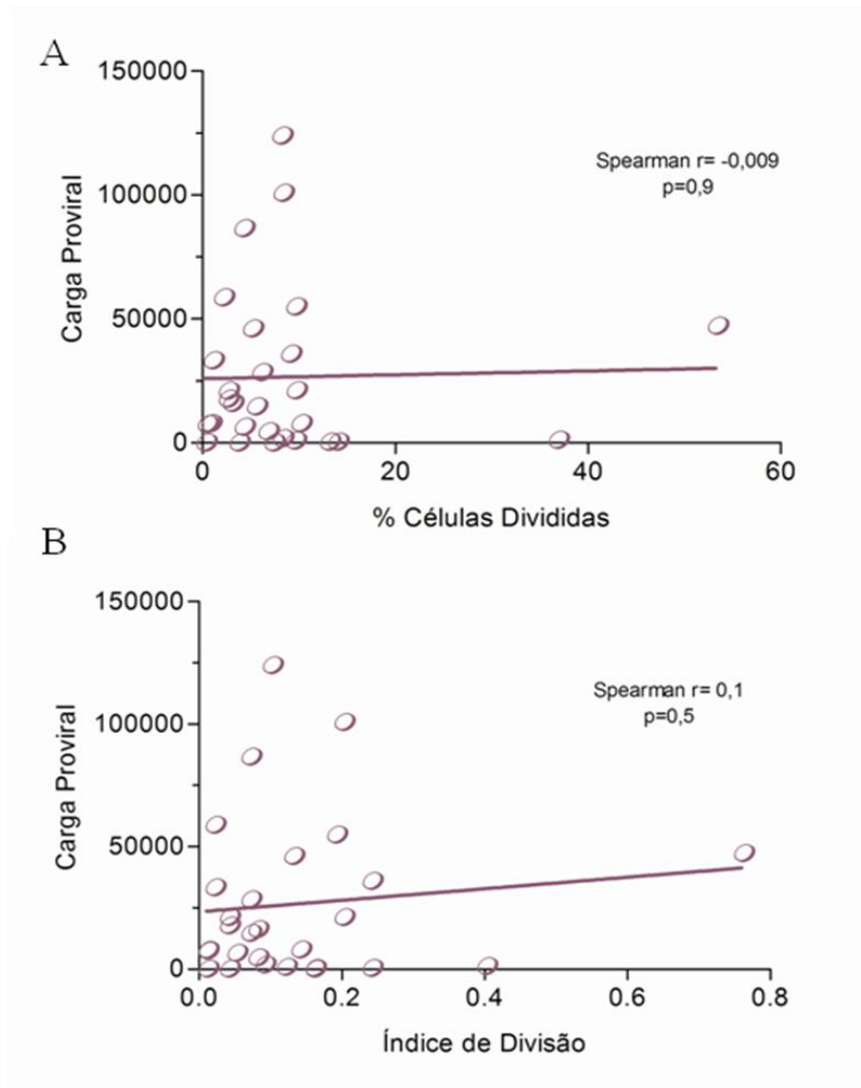 A
150000
100000
50000
0
Carga Proviral
Spearman r= -0,009
p=0,9
0 20 40 60
% Células Divididas
B
150000
100000
50000
0
Carga Proviral
Spearman r= 0,1
p=0,5
0.0 0.2 0.4 0.6 0.8
Índice de Divisão